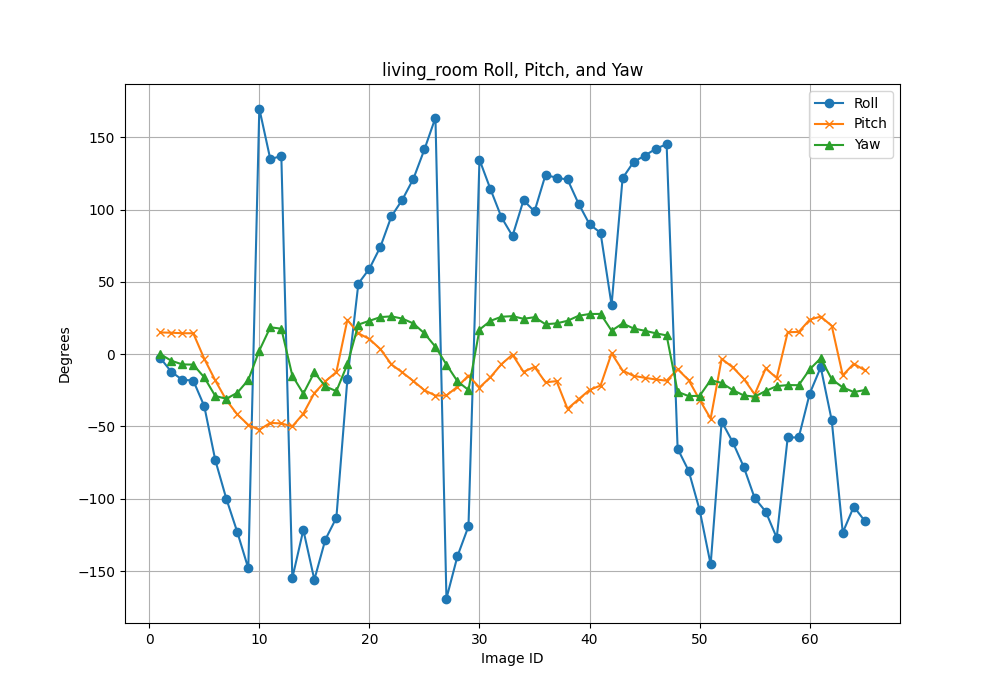 living_room Roll, Pitch, and Yaw
Roll
Pitch
Yaw
150
100
50
0
−50
−100
−150
Degrees
0 10 20 30 40 50 60
Image ID